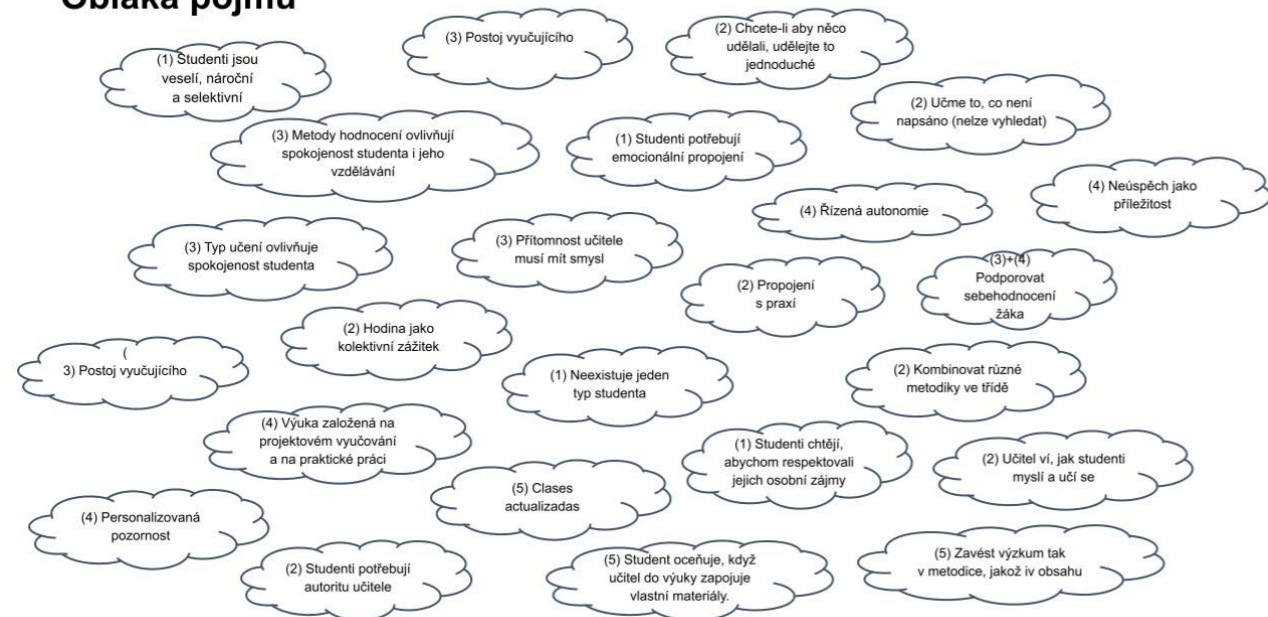 Oblaka pojmů
(3) Postoj vyučujícího
(2) Chcete-li aby něco
udělali, udělejte to
jednoduché
(1) Studenti jsou
veselí, nároční
a selektivní
(2) Učme to, co není
napsáno (nelze vyhledat)
(3) Metody hodnocení ovlivňují
spokojenost studenta i jeho
vzdělávání
(1) Studenti potřebují
emocionální propojení
(4) Neúspěch jako
příležitost
(4) Řízená autonomie
(3) Typ učení ovlivňuje
spokojenost studenta
(3) Přítomnost učitele
musí mít smysl
(2) Propojení
s praxí
(3)+(4)
Podporovat
sebehodnocení
žáka
(2) Hodina jako
kolektivní zážitek
(
3) Postoj vyučujícího
(1) Neexistuje jeden
typ studenta
(2) Kombinovat různé
metodiky ve třídě
(4) Výuka založená na
projektovém vyučování
a na praktické práci
(1) Studenti chtějí,
abychom respektovali
jejich osobní zájmy
(2) Učitel ví, jak studenti
myslí a učí se
(5) Clases
actualizadas
(4) Personalizovaná
pozornost
(2) Studenti potřebují
autoritu učitele
(5) Student oceňuje, když
učitel do výuky zapojuje
vlastní materiály.
(5) Zavést výzkum tak
v metodice, jakož iv obsahu